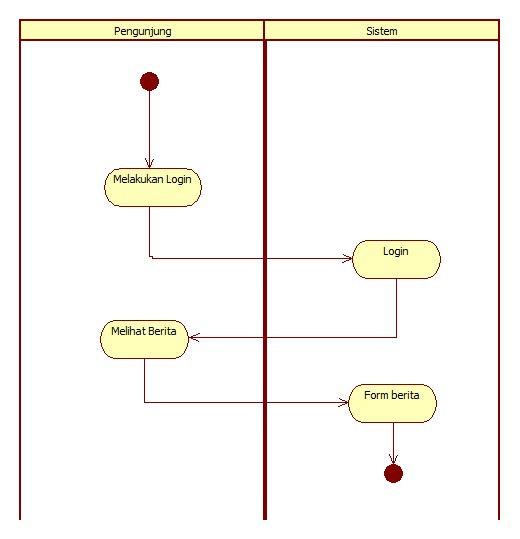 Pengunjung
Sistem
Melakukan Login
Login
Melihat Berita
Form berita